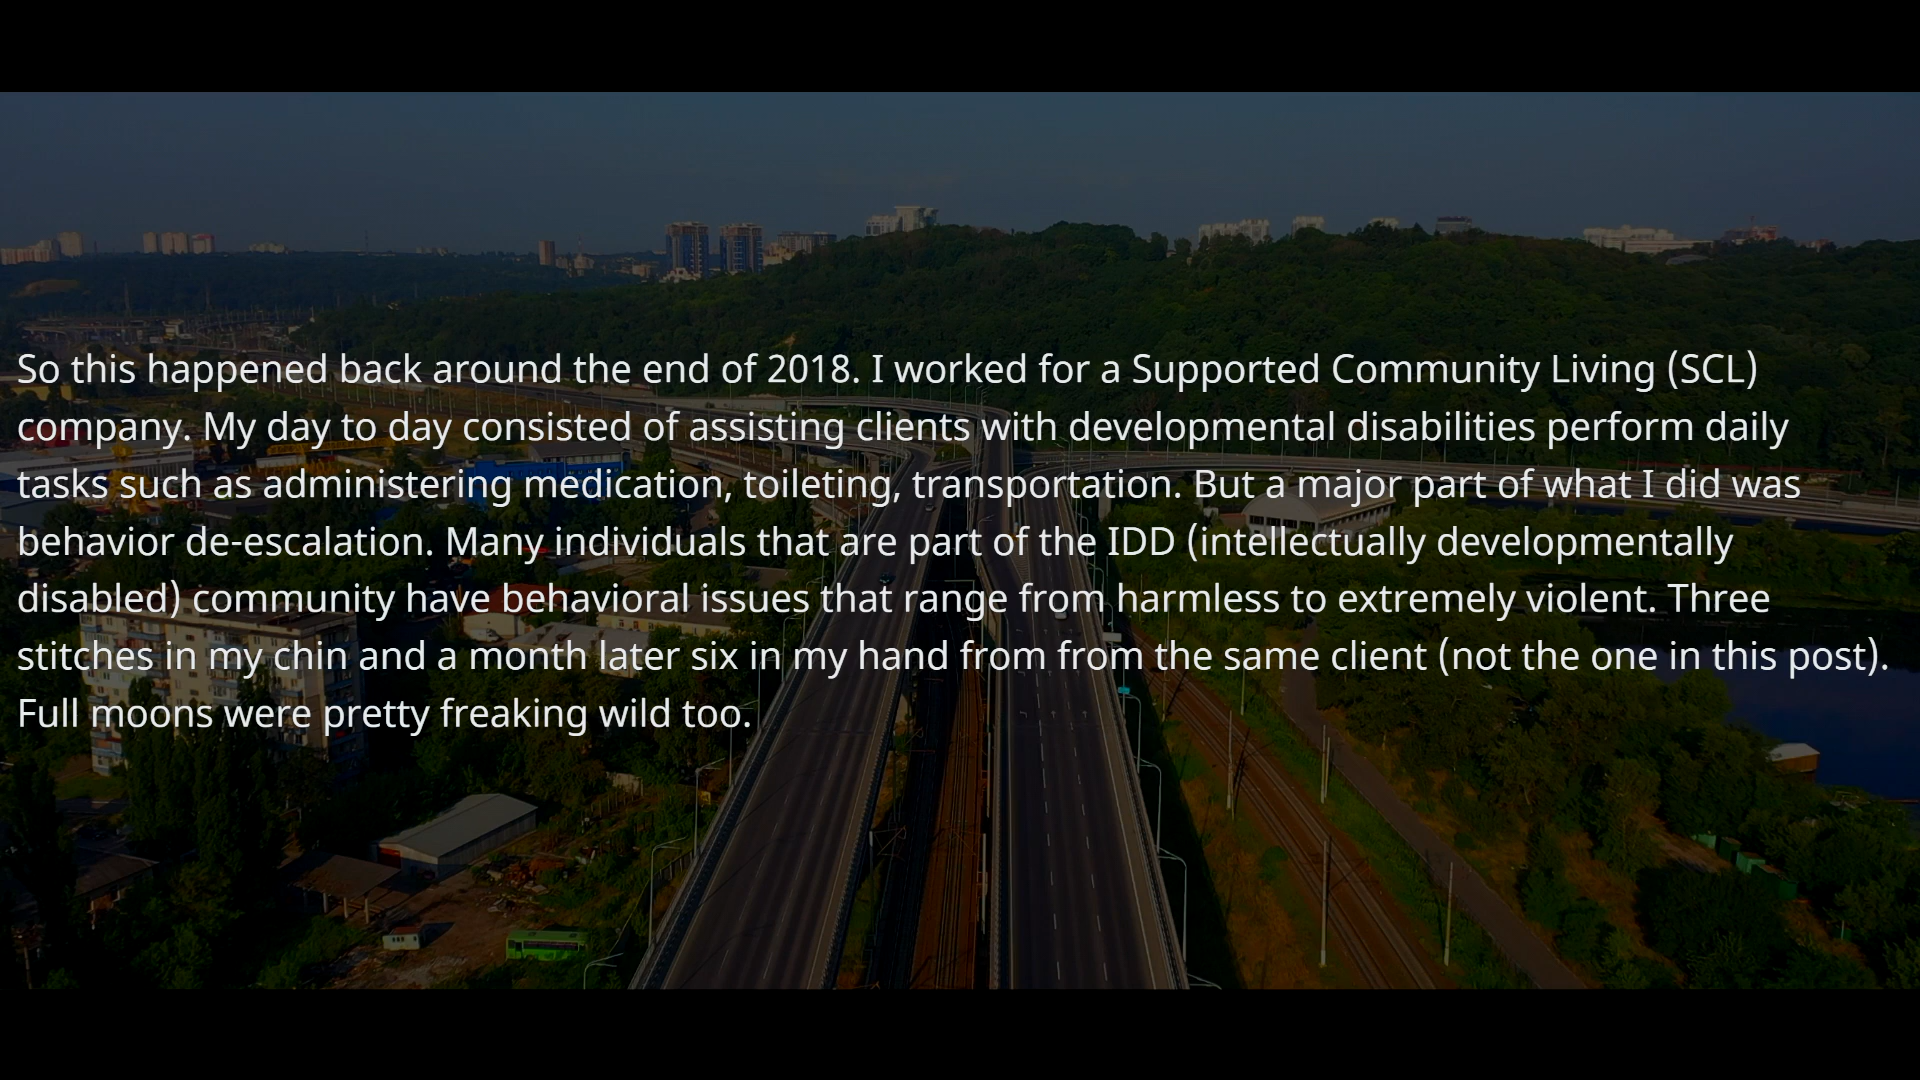 So this happened back around the end of 2018. I worked for a Supported Community Living (SCL)
company. My day to day consisted of assisting clients with developmental disabilities perform daily
tasks such as administering medication, toileting, transportation. But a major part of what I did was
behavior de-escalation. Many individuals that are part of the IDD (intellectually developmentally
disabled) community have behavioral issues that range from harmless to extremely violent. Three
stitches in my chin and a month later six in my hand from from the same client (not the one in this post).
Full moons were pretty freaking wild too.